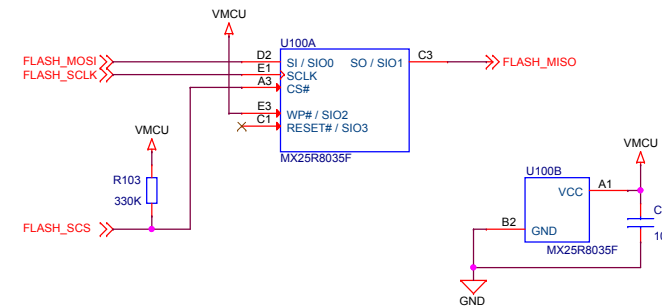 VMCU
U100A
FLASH_MOSI
D2
SI / SIO0
SO / SIO1
C3
FLASH_MISO
FLASH_SCLK
E1
SCLK
A3
CS#
E3
WP# / SIO2
C1
RESET# / SIO3
MX25R8035F
VMCU
R103
330K
FLASH_SCS
VMCU
U100B
VCC
A1
B2
GND
MX25R8035F
GND